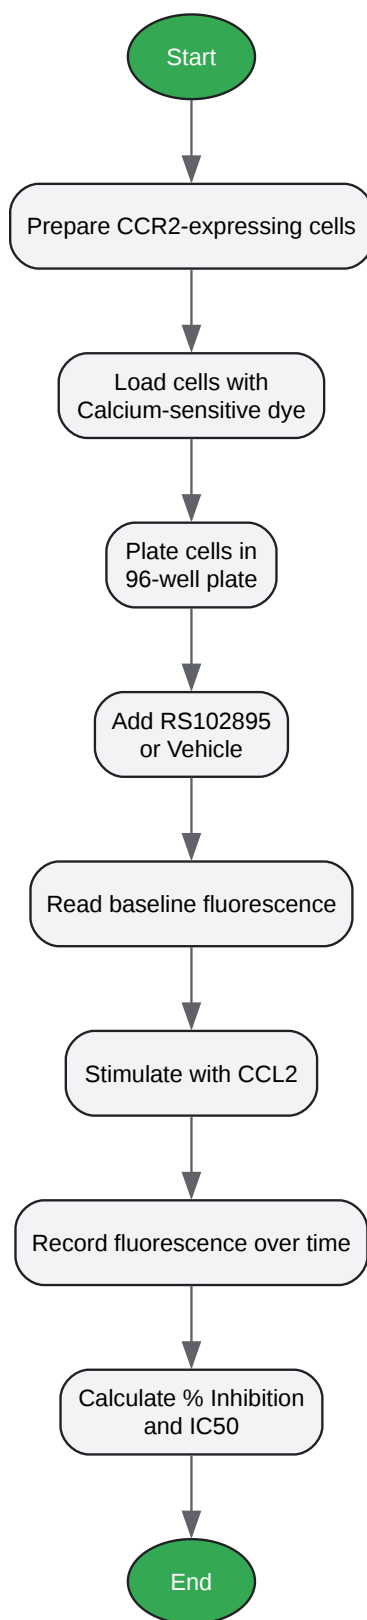 Start
Prepare CCR2-expressing cells
Load cells with
Calcium-sensitive dye
Plate cells in
96-well plate
Add RS102895
or Vehicle
Read baseline fluorescence
Stimulate with CCL2
Record fluorescence over time
Calculate % Inhibition
and IC50
End